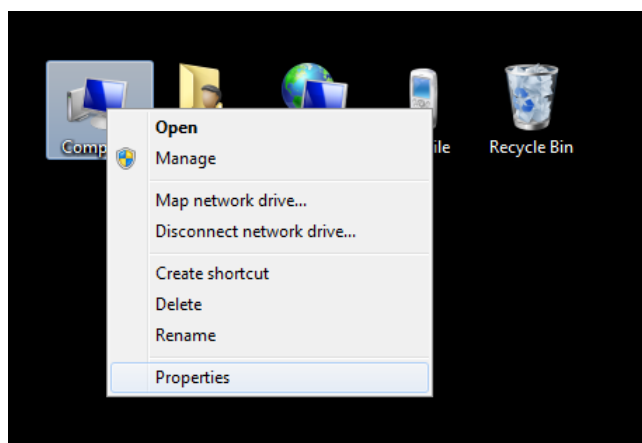 Comp
ile
Recycle Bin
Open
Manage
Map network drive...
Disconnect network drive...
Create shortcut
Delete
Rename
Properties